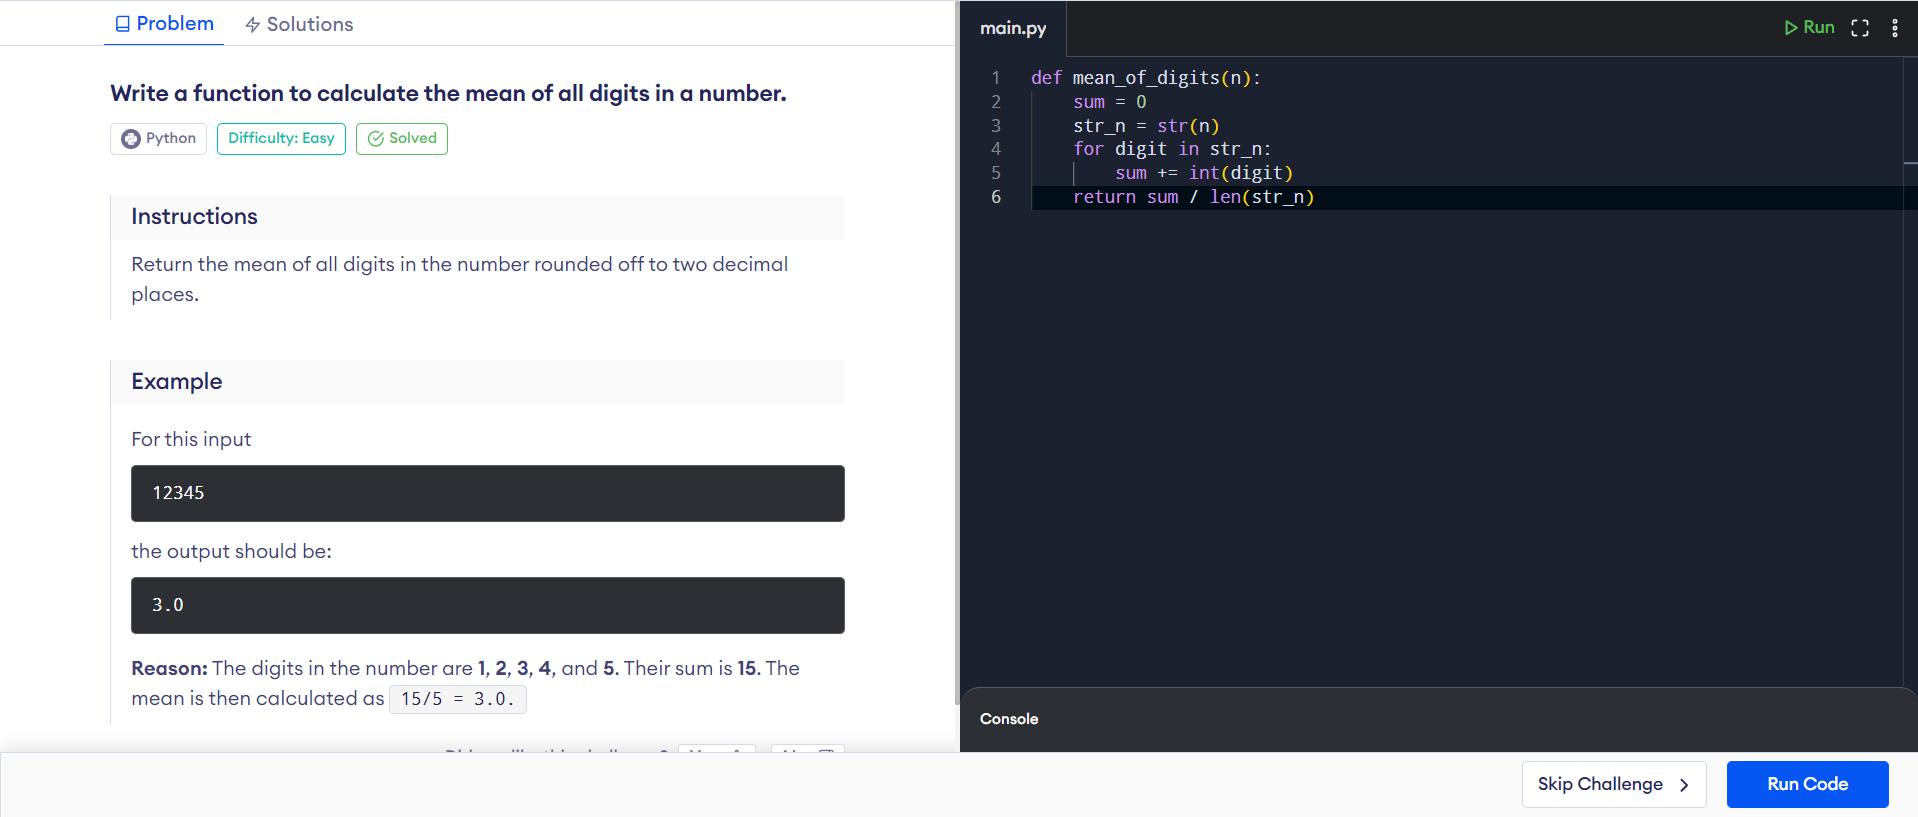 Problem
Solutions
Write a function to calculate the mean of all digits in a number.
Python
Difficulty: Easy
Solved
Instructions
Return the mean of all digits in the number rounded off to two decimal
places.
Example
For this input
12345
the output should be:
3.0
Reason: The digits in the number are 1, 2, 3, 4, and 5. Their sum is 15. The
mean is then calculated as 15/5 = 3.0.
main.py
Run
1 def mean_of_digits(n):
2     sum = 0
3     str_n = str(n)
4     for digit in str_n:
5         sum += int(digit)
6     return sum / len(str_n)
Console
Skip Challenge
Run Code